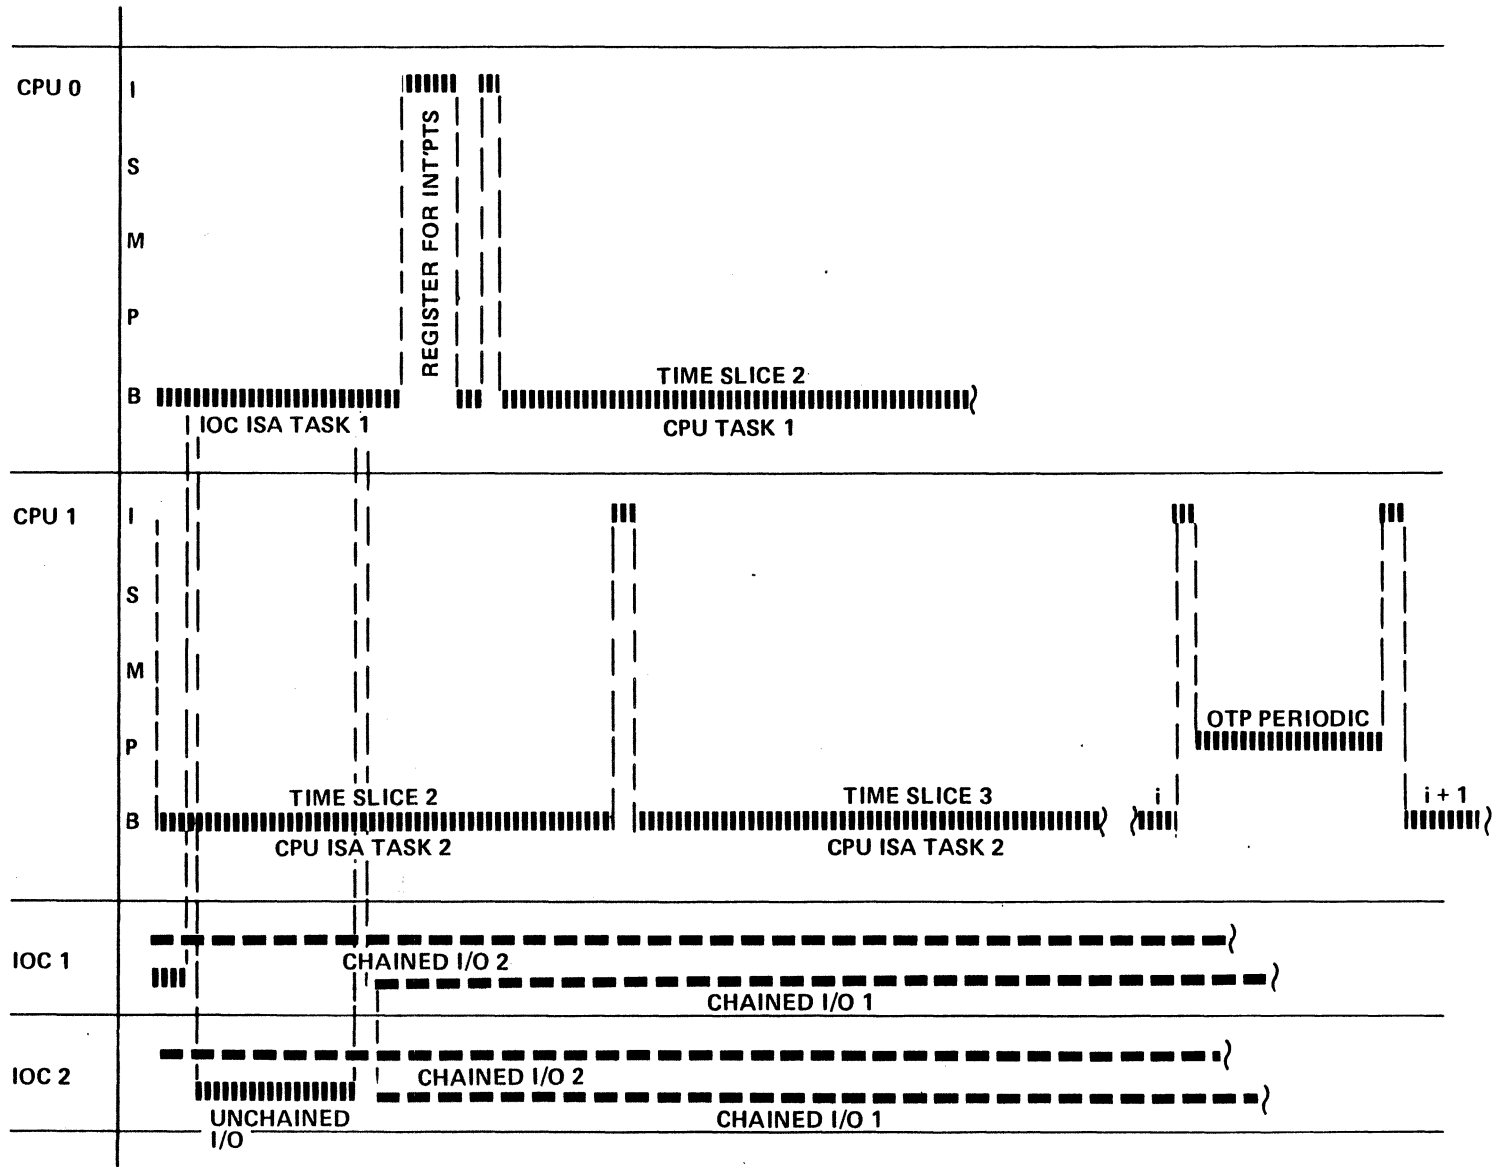 CPU 0
I
S
M
P
B
REGISTER FOR INT'PTS
IOC ISA TASK 1
TIME SLICE 2
CPU TASK 1
CPU 1
I
S
M
P
B
TIME SLICE 2
CPU ISA TASK 2
TIME SLICE 3
CPU ISA TASK 2
i
OTP PERIODIC
i + 1
IOC 1
CHAINED I/O 2
CHAINED I/O 1
IOC 2
CHAINED I/O 2
UNCHAINED
I/O
CHAINED I/O 1